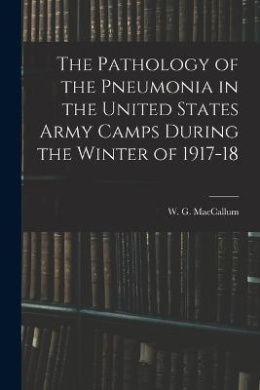 The Pathology of
the Pneumonia in
the United States
Army Camps During
the Winter of 1917-18
W. G. MacCallum